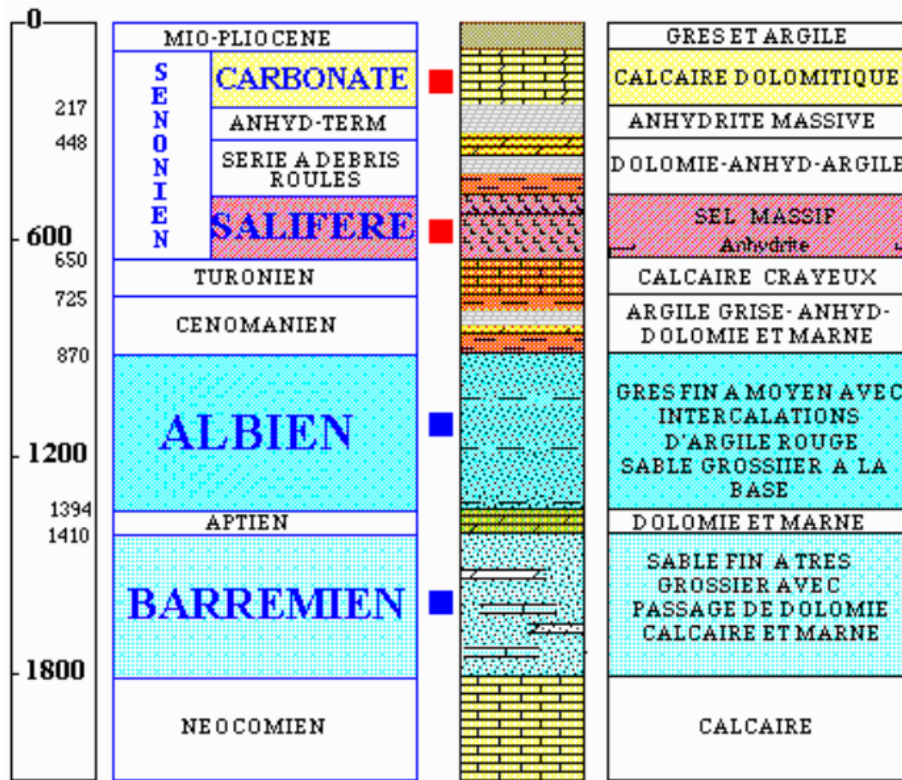 0
MIO-PLIOCENE
GRES ET ARGILE
SENONIEN
CARBONATE
CALCAIRE DOLOMITIQUE
217
ANHYD-TERM
ANHYDRITE MASSIVE
448
SERIE A DEBRIS
ROULES
DOLOMIE-ANHYD-ARGILE
600
SALIFERE
SEL MASSIF
Anhydrite
650
TURONIEN
CALCAIRE CRAYEUX
725
CENOMANIEN
ARGILE GRISE-ANHYD-
DOLOMIE ET MARNE
870
ALBIEN
GRES FIN A MOYEN AVEC
INTERCALATIONS
D'ARGILE ROUGE
SABLE GROSSIIER A LA
BASE
1200
1394
APTIEN
DOLOMIE ET MARNE
1410
BARREMIEN
SABLE FIN A TRES
GROSSIER AVEC
PASSAGE DE DOLOMIE
CALCAIRE ET MARNE
1800
NEOCOMIEN
CALCAIRE